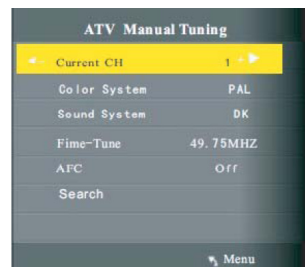 ATV Manual Tuning
Current CH 1
Color System PAL
Sound System DK
Fime-Tune 49.75MHZ
AFC Off
Search
Menu